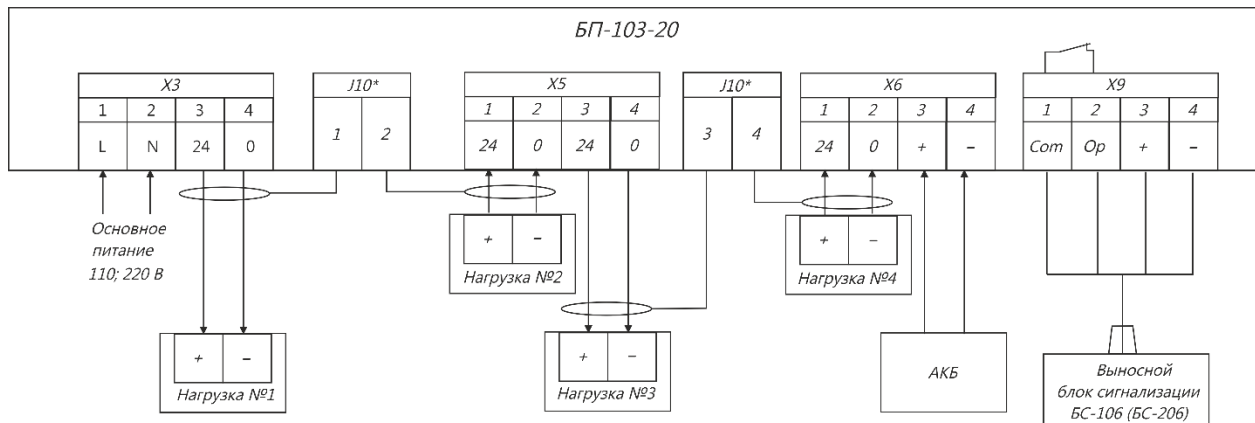 БП-103-20
X3 J10* X5 J10* X6 X9
1 2 3 4 1 2 3 4 1 2 3 4 1 2 3 4
L N 24 0 1 2 24 0 24 0 3 4 24 0 + – Com Op + –
Основное
питание
110; 220 В
+ –
Нагрузка №2
+ –
Нагрузка №4
+ –
Нагрузка №1
+ –
Нагрузка №3
АКБ
Выносной
блок сигнализации
БС-106 (БС-206)